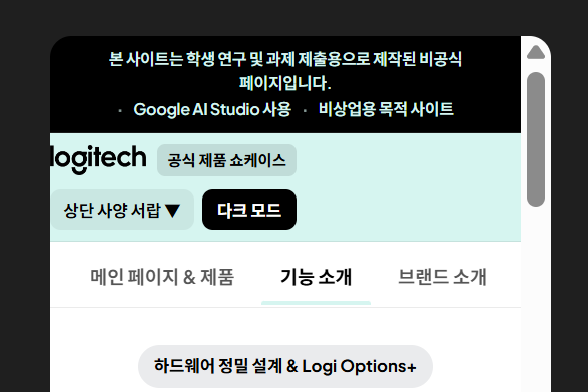 본 사이트는 학생 연구 및 과제 제출용으로 제작된 비공식
페이지입니다.
• Google AI Studio 사용 • 비상업용 목적 사이트
logitech 공식 제품 쇼케이스
상단 사양 서랍 ▼ 다크 모드
메인 페이지 & 제품 기능 소개 브랜드 소개
하드웨어 정밀 설계 & Logi Options+